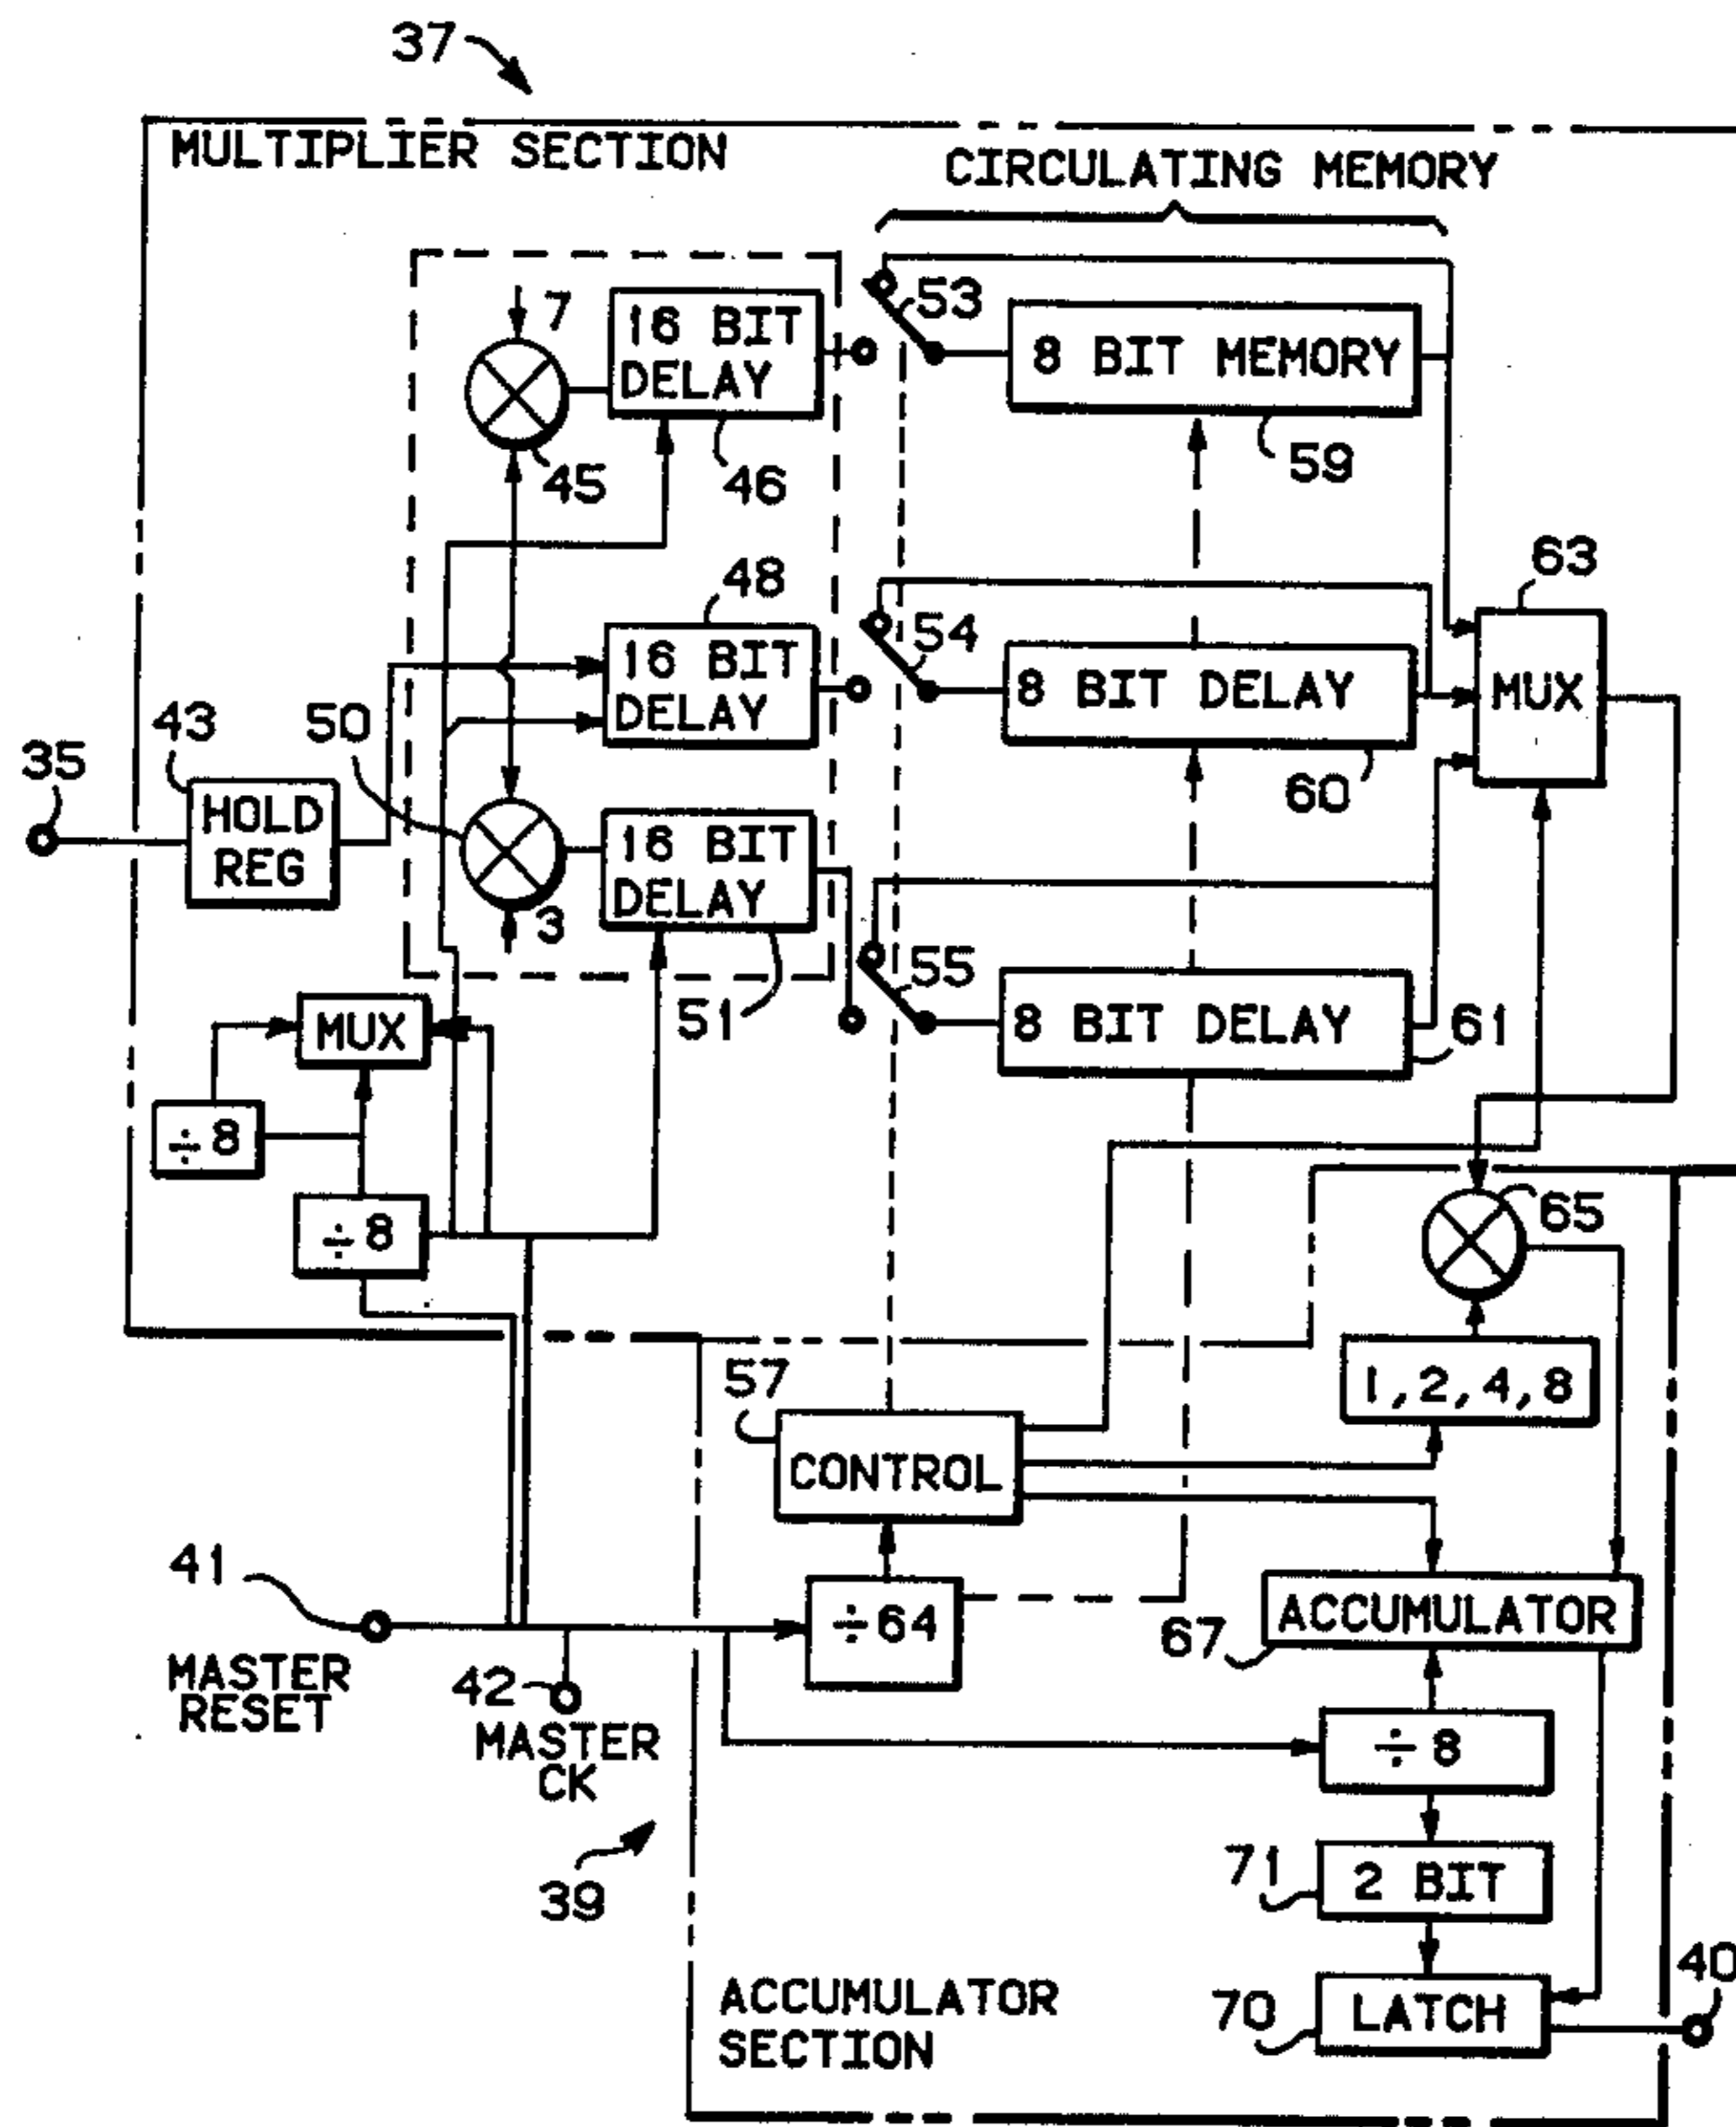 37
MULTIPLIER SECTION
CIRCULATING MEMORY
7
16 BIT
DELAY
53
8 BIT MEMORY
45
46
59
48
63
16 BIT
DELAY
54
8 BIT DELAY
MUX
35
43
50
60
HOLD
REG
16 BIT
DELAY
3
51
55
8 BIT DELAY
61
MUX
÷8
÷8
65
57
1,2,4,8
CONTROL
41
MASTER
RESET
42
MASTER
CK
÷64
ACCUMULATOR
67
÷8
39
71
2 BIT
40
70
LATCH
ACCUMULATOR
SECTION